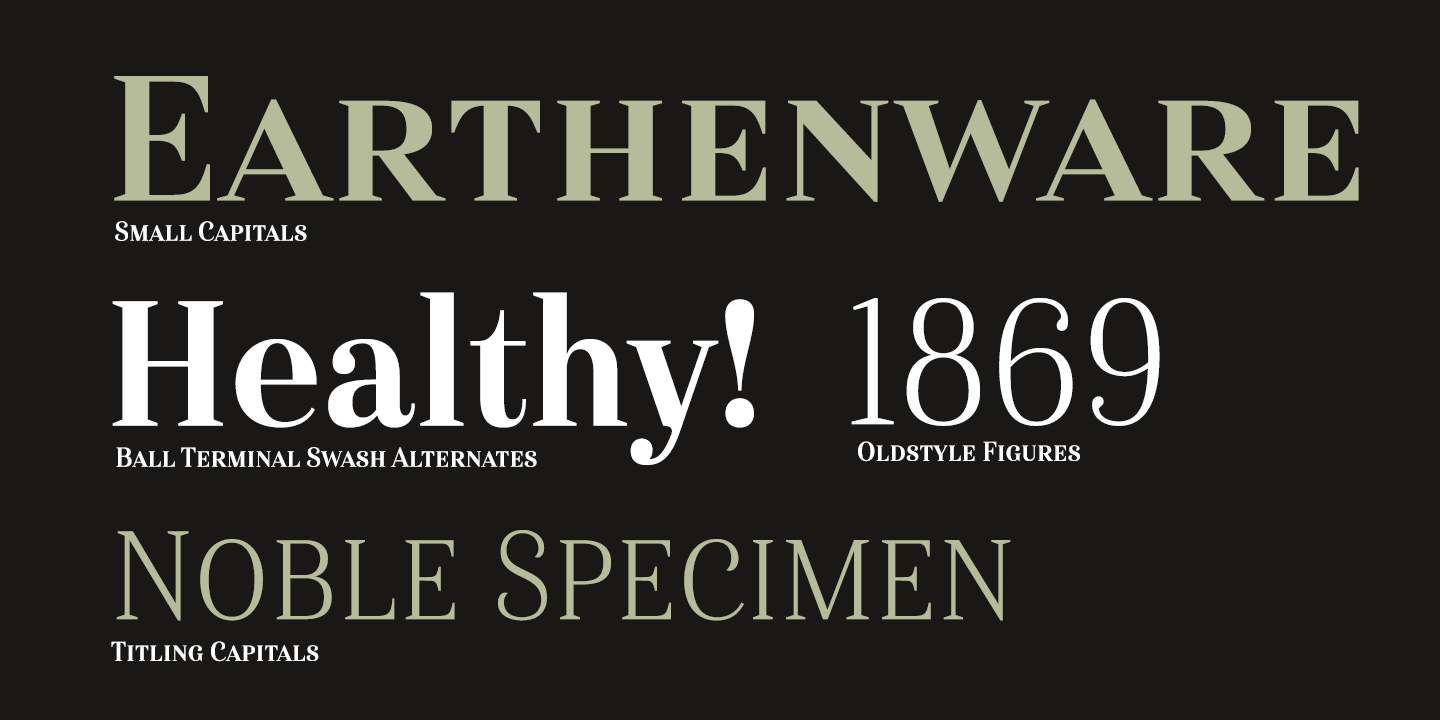 EARTHENWARE
SMALL CAPITALS
Healthy! 1869
BALL TERMINAL SWASH ALTERNATES
OLDSTYLE FIGURES
NOBLE SPECIMEN
TITLING CAPITALS